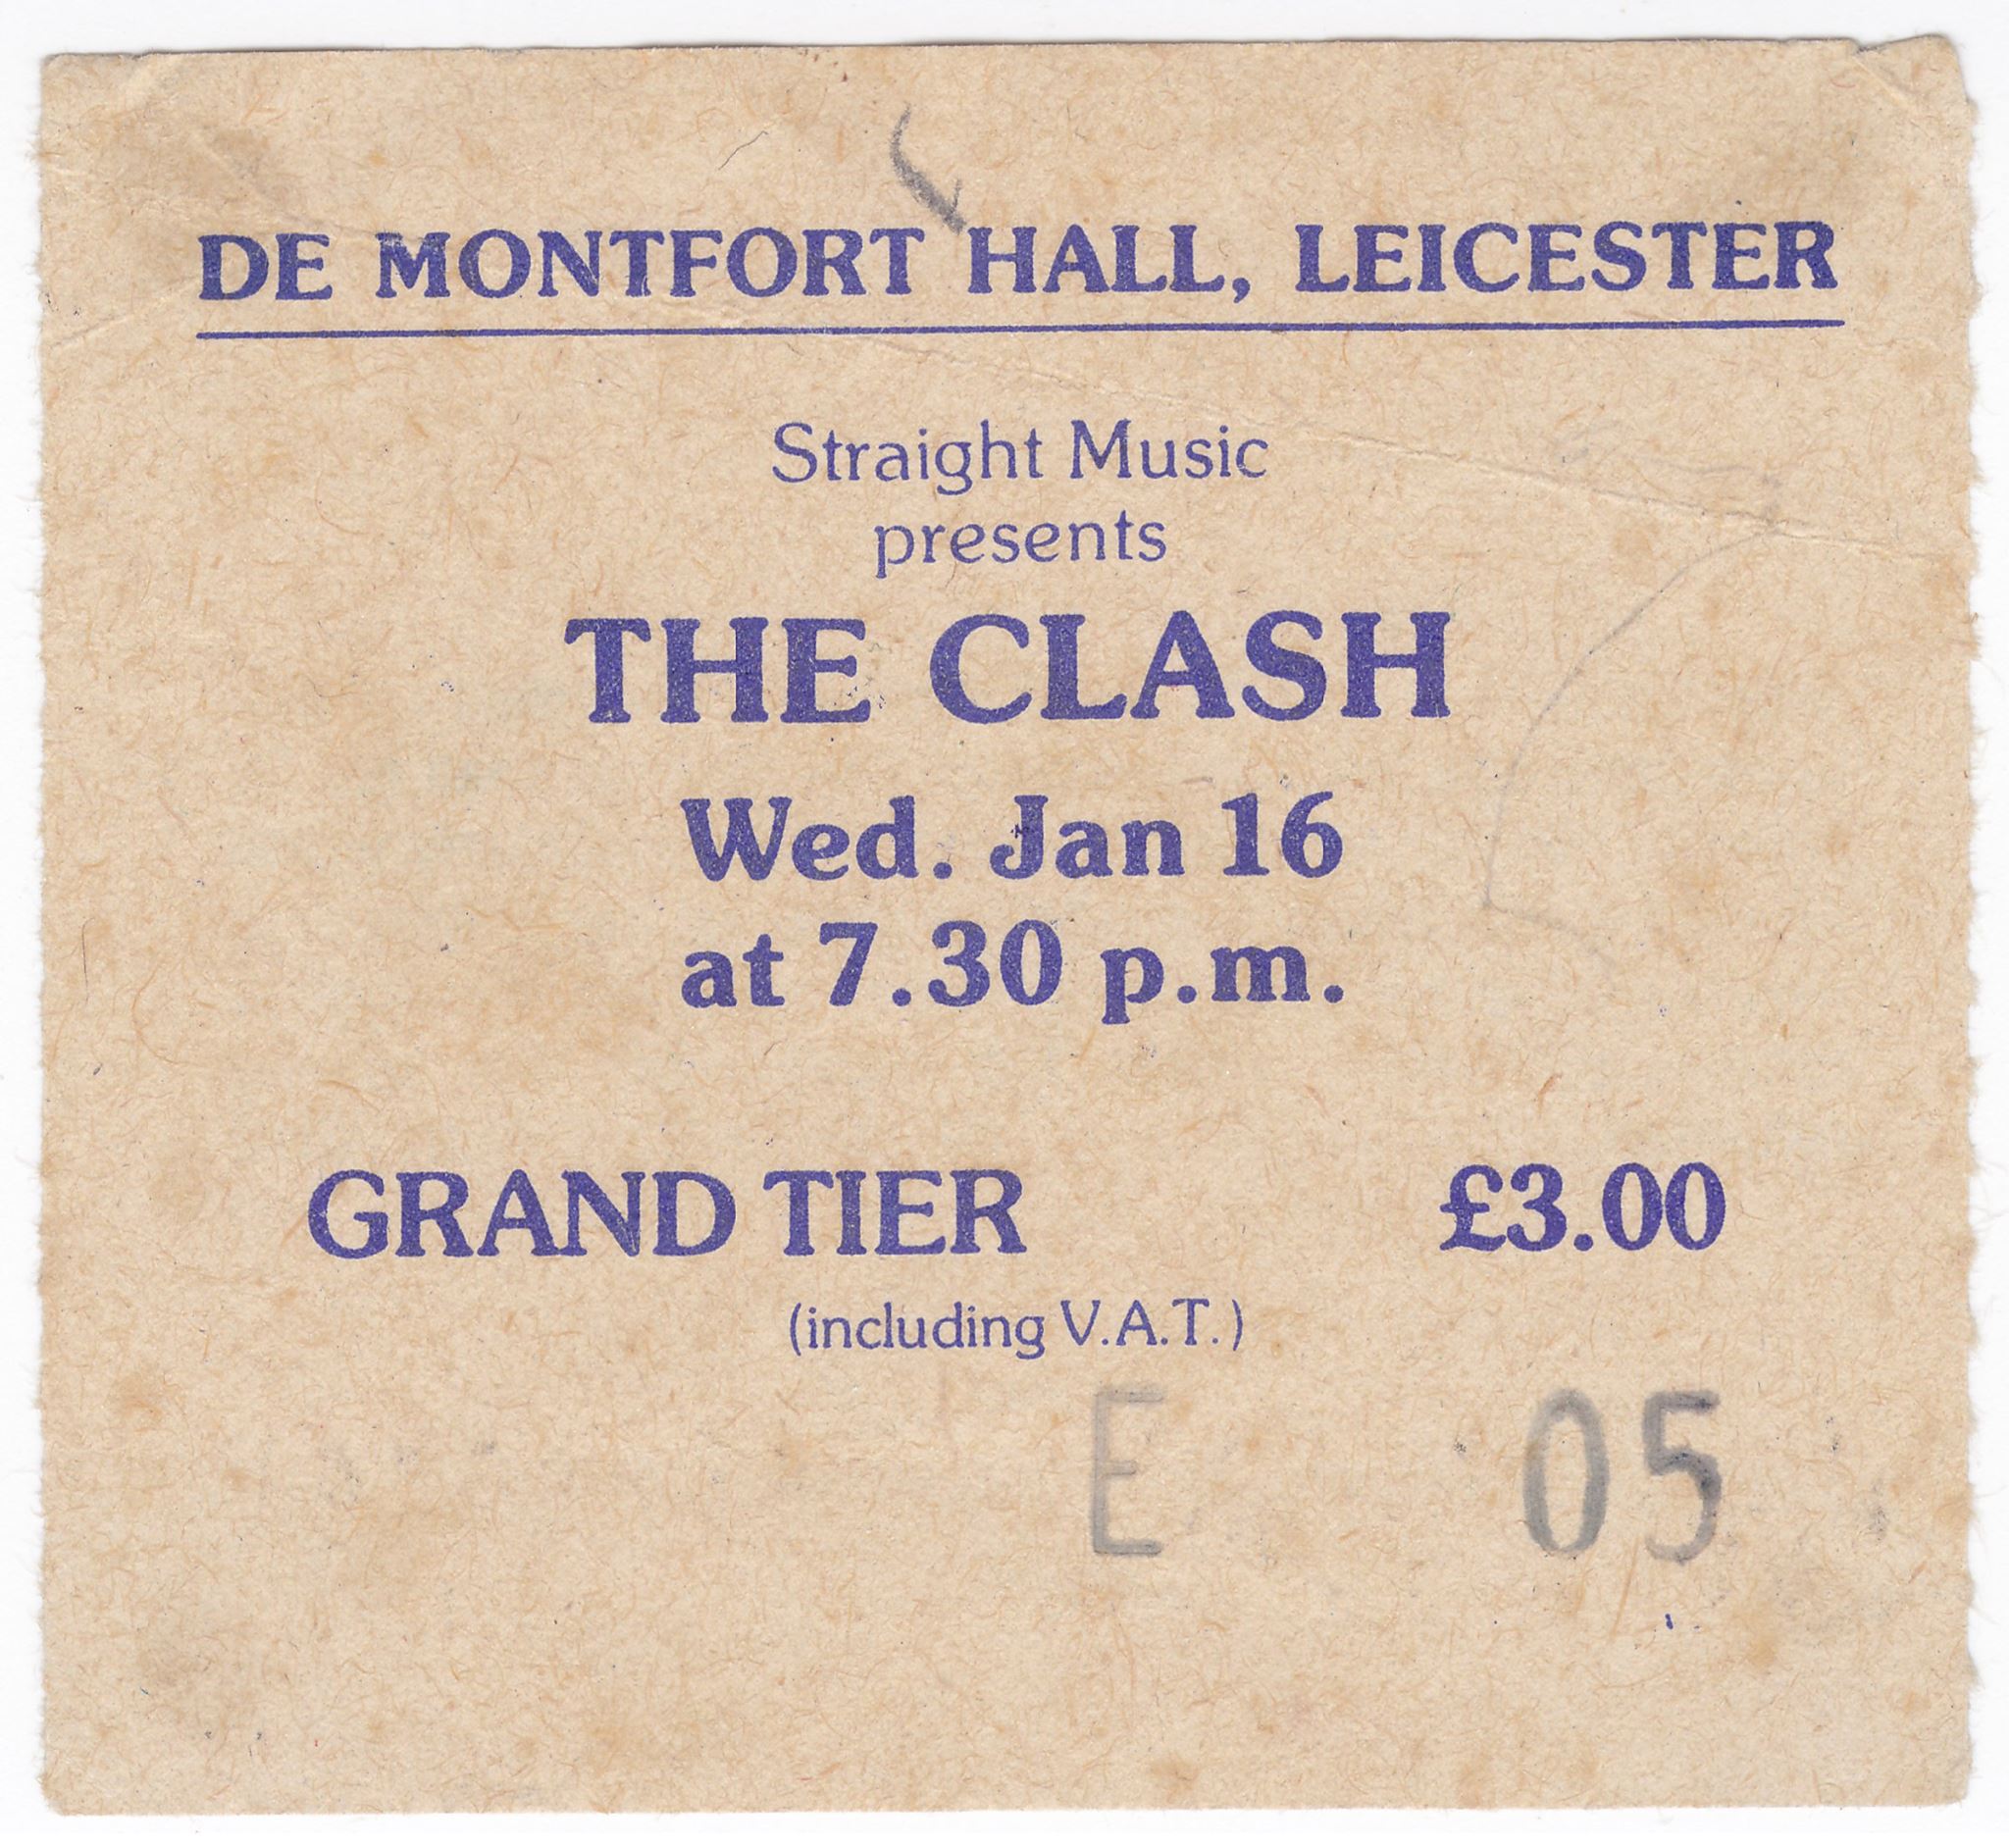 DE MONTFORT HALL, LEICESTER
Straight Music
presents
THE CLASH
Wed. Jan 16
at 7.30 p.m.
GRAND TIER £3.00
(including V.A.T.)
E 05